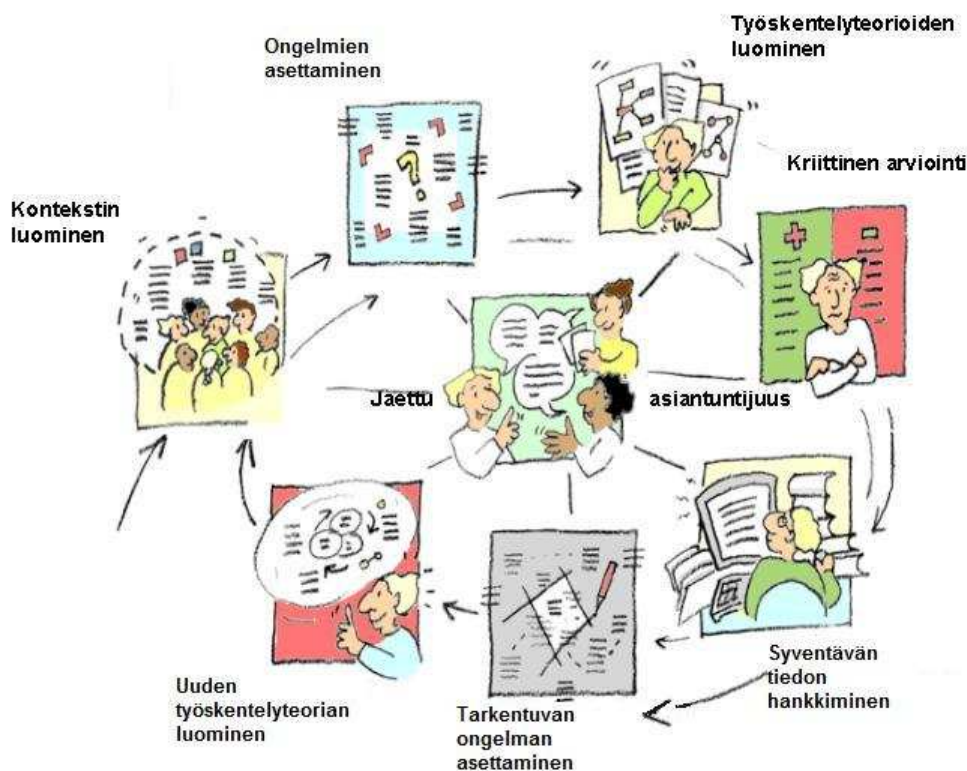 Ongelmien
asettaminen
Työskentelyteorioiden
luominen
Kriittinen arviointi
Kontekstin
luominen
Jaettu
asiantuntijuus
Syventävän
tiedon
hankkiminen
Tarkentuvan
ongelman
asettaminen
Uuden
työskentelyteorian
luominen